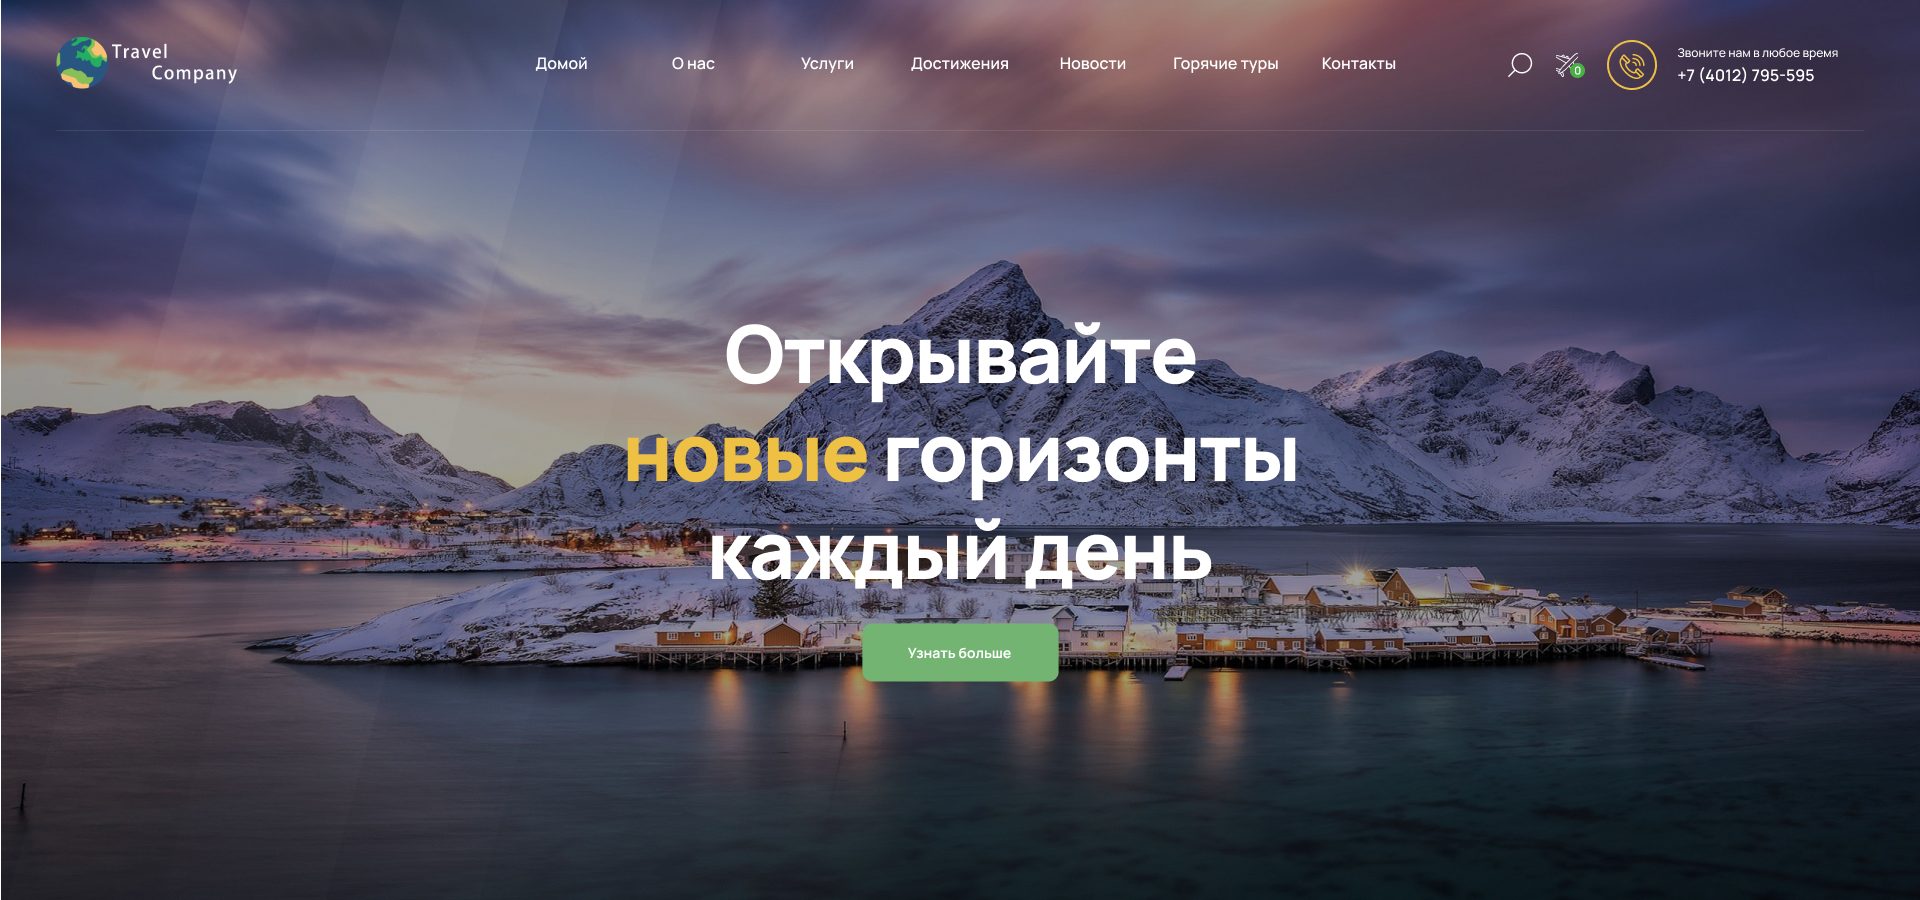 Travel
Company
Домой О нас Услуги Достижения Новости Горячие туры Контакты
0
Звоните нам в любое время
+7 (4012) 795-595
Открывайте
новые горизонты
каждый день
Узнать больше